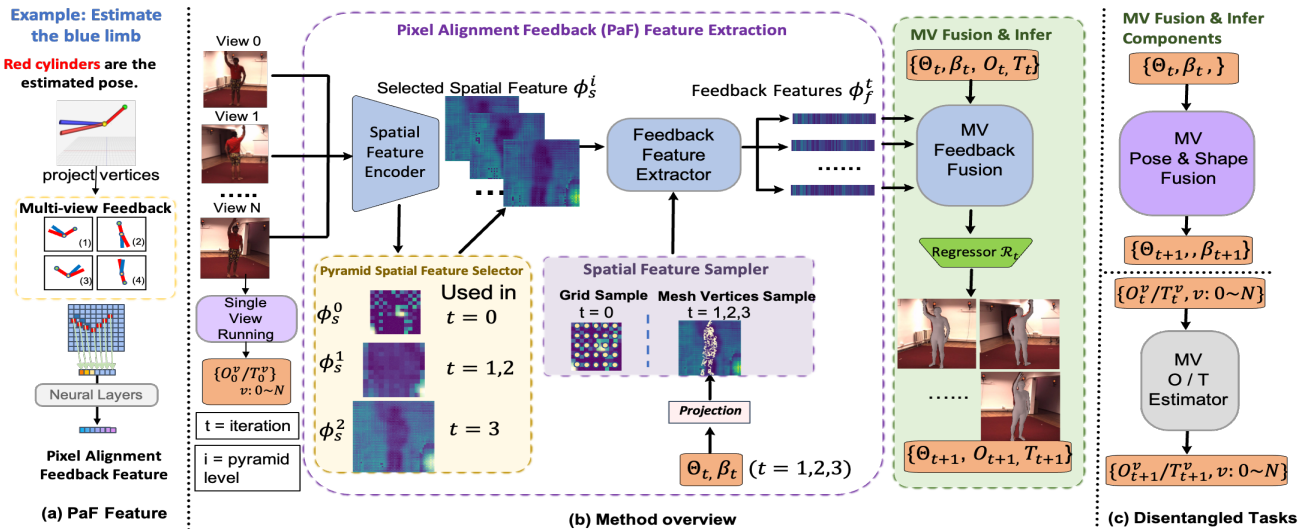 Example: Estimate
the blue limb
Red cylinders are the
estimated pose.
project vertices
Multi-view Feedback
(1)
(2)
(3)
(4)
Neural Layers
Pixel Alignment
Feedback Feature
(a) PaF Feature
View 0
View 1
......
View N
Single
View
Running
{O_0^v/T_0^v}
v: 0~N
t = iteration
i = pyramid
level
Pixel Alignment Feedback (PaF) Feature Extraction
Spatial
Feature
Encoder
Selected Spatial Feature ϕ_s^i
...
Feedback
Feature
Extractor
Feedback Features ϕ_f^t
......
Pyramid Spatial Feature Selector
Used in
ϕ_s^0
t = 0
ϕ_s^1
t = 1,2
ϕ_s^2
t = 3
Spatial Feature Sampler
Grid Sample
t = 0
Mesh Vertices Sample
t = 1,2,3
Projection
Θ_t, β_t (t = 1,2,3)
(b) Method overview
MV Fusion & Infer
{Θ_t, β_t, O_t, T_t}
MV
Feedback
Fusion
Regressor ℛ_t
......
{Θ_{t+1}, O_{t+1}, T_{t+1}}
MV Fusion & Infer
Components
{Θ_t, β_t, }
MV
Pose & Shape
Fusion
{Θ_{t+1}, , β_{t+1}}
{O_t^v/T_t^v, v: 0~N}
MV
O / T
Estimator
{O_{t+1}^v/T_{t+1}^v, v: 0~N}
(c) Disentangled Tasks